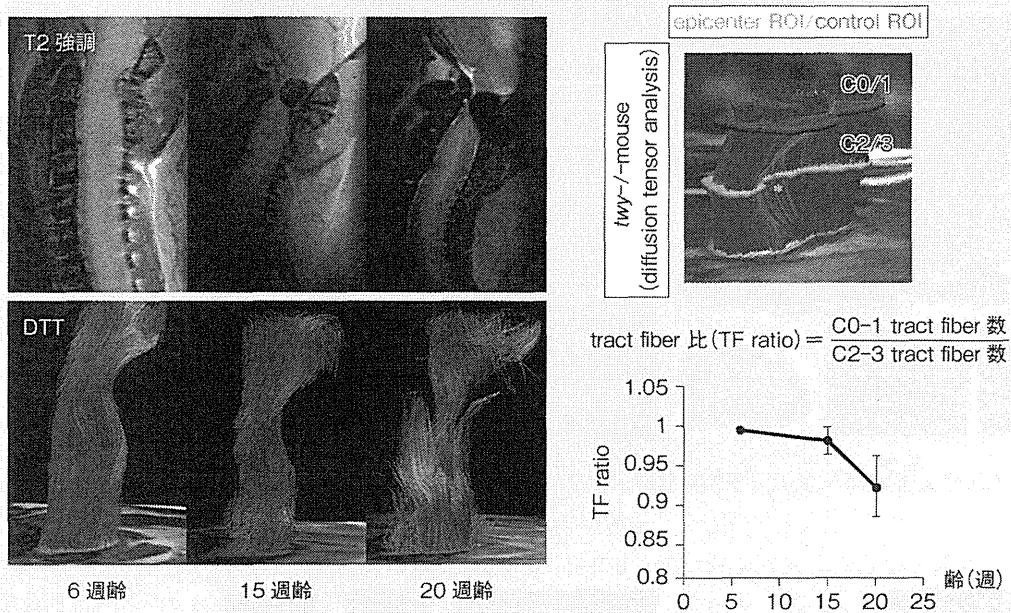 T2 強調
DTT
6 週齢
15 週齢
20 週齢
epicenter ROI/control ROI
twy-/-mouse
(diffusion tensor analysis)
C0/1
C2/3
*
tract fiber 比(TF ratio)= C0-1 tract fiber 数
C2-3 tract fiber 数
TF ratio
1.05
1
0.95
0.9
0.85
0.8
0 5 10 15 20 25
齢(週)